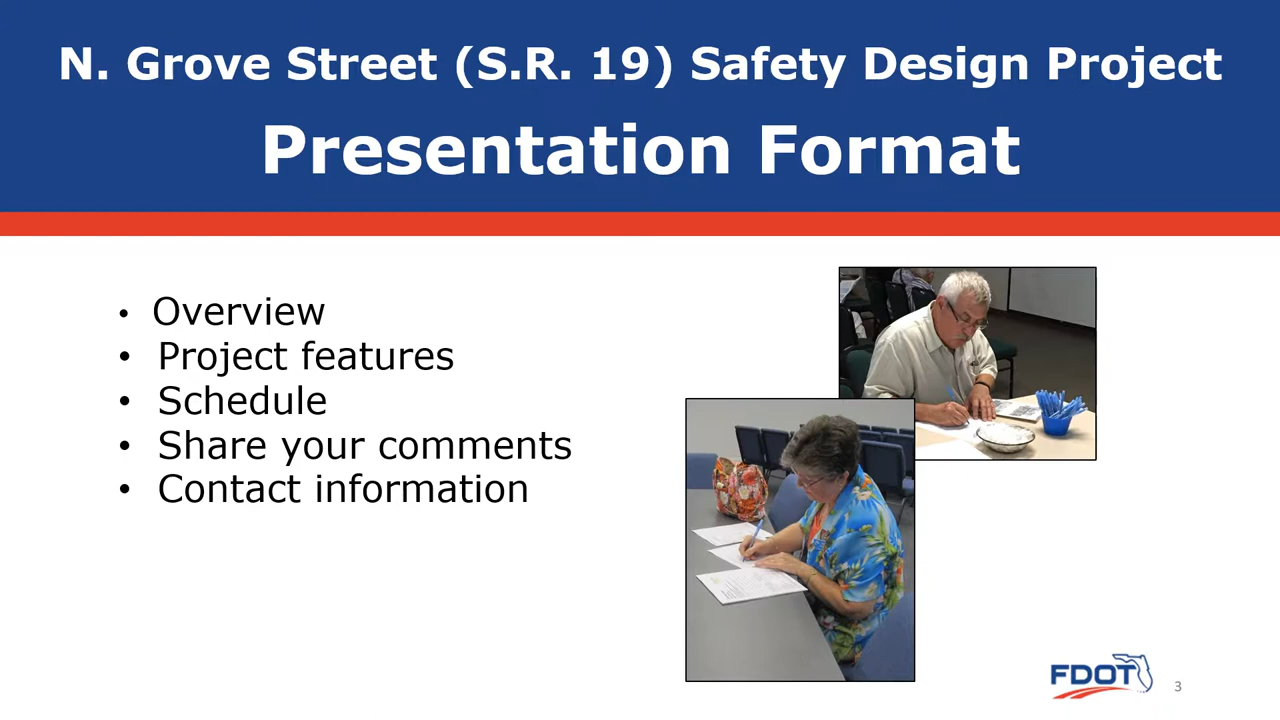 N. Grove Street (S.R. 19) Safety Design Project
Presentation Format
• Overview
• Project features
• Schedule
• Share your comments
• Contact information
FDOT
3